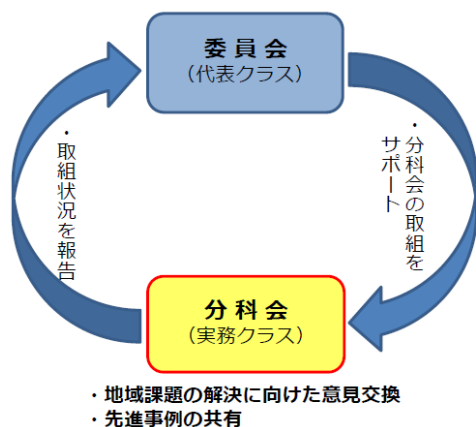 委員会
（代表クラス）
・分科会の取組を
サポート
・取組状況を報告
分科会
（実務クラス）
・地域課題の解決に向けた意見交換
・先進事例の共有